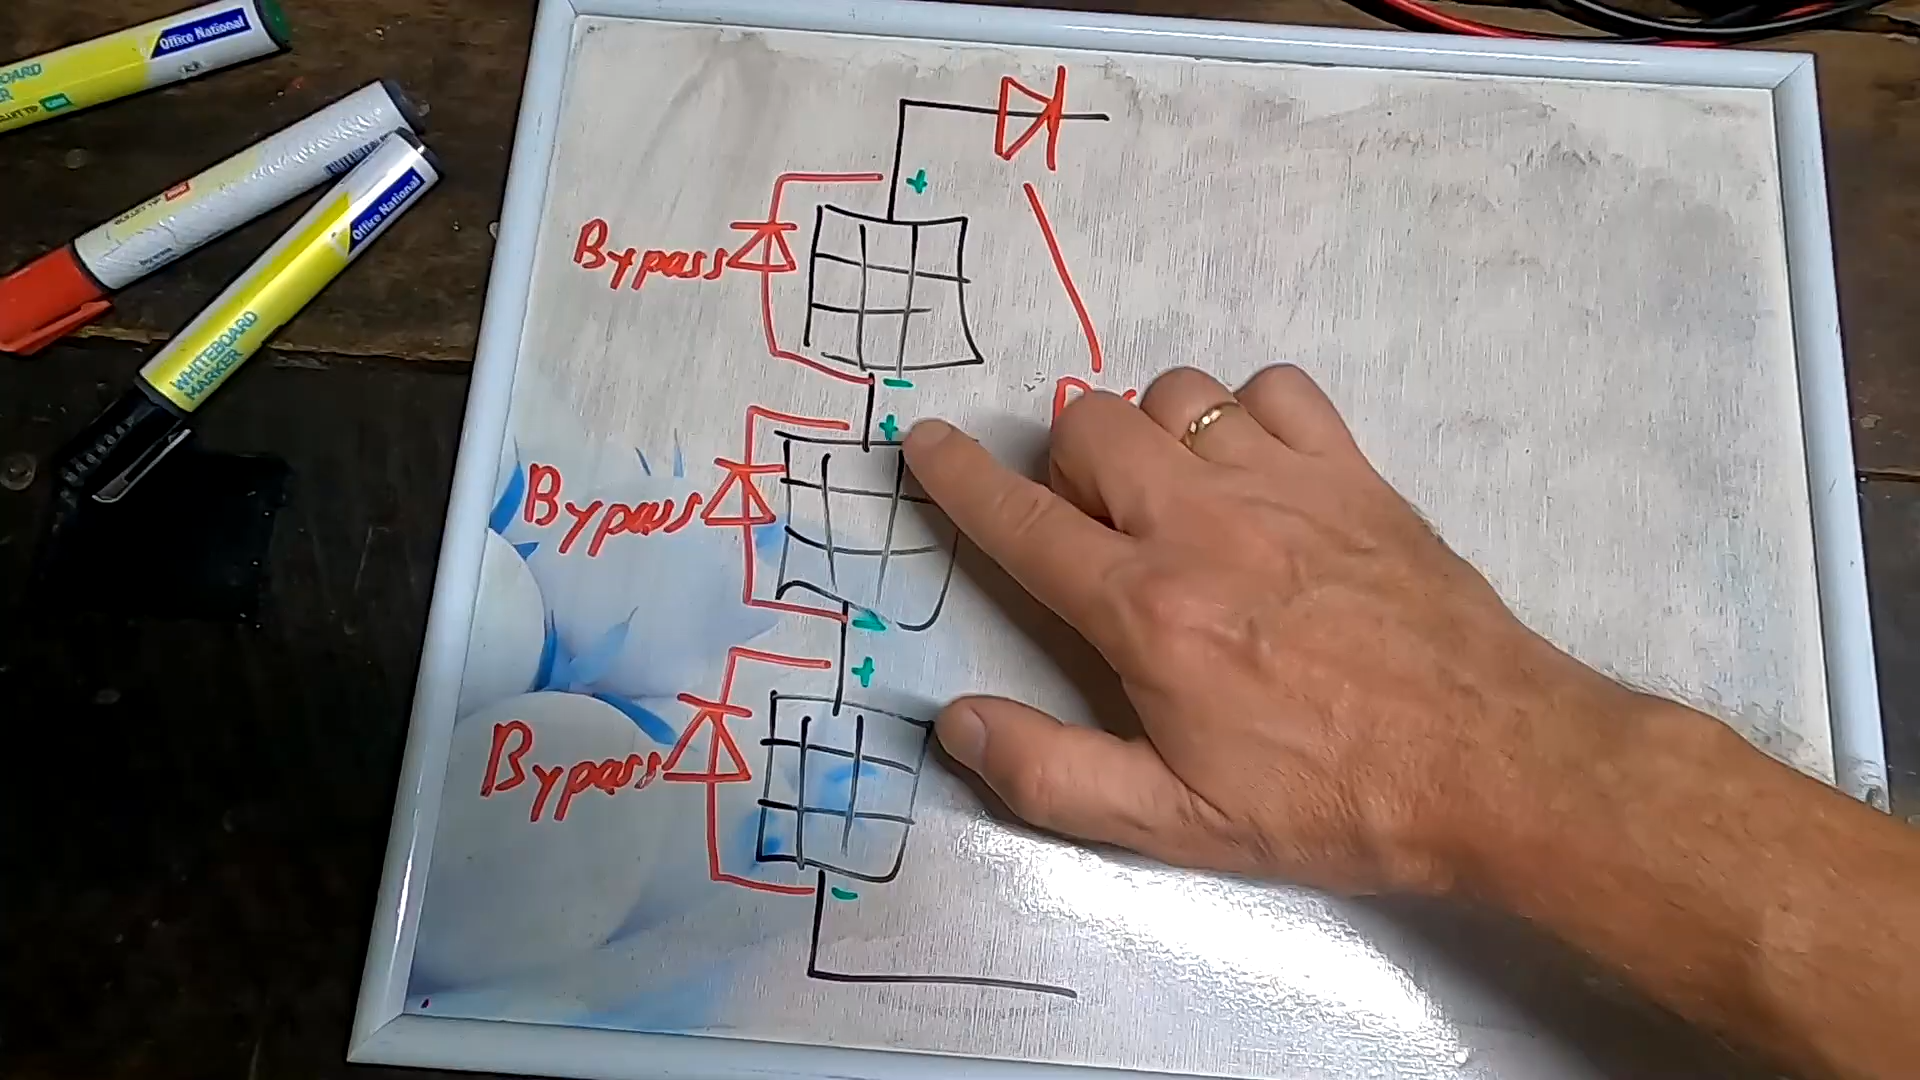 Office National
Office National
WHITEBOARD
MARKER
+
Bypass
-
+
Bypass
-
+
Bypass
-